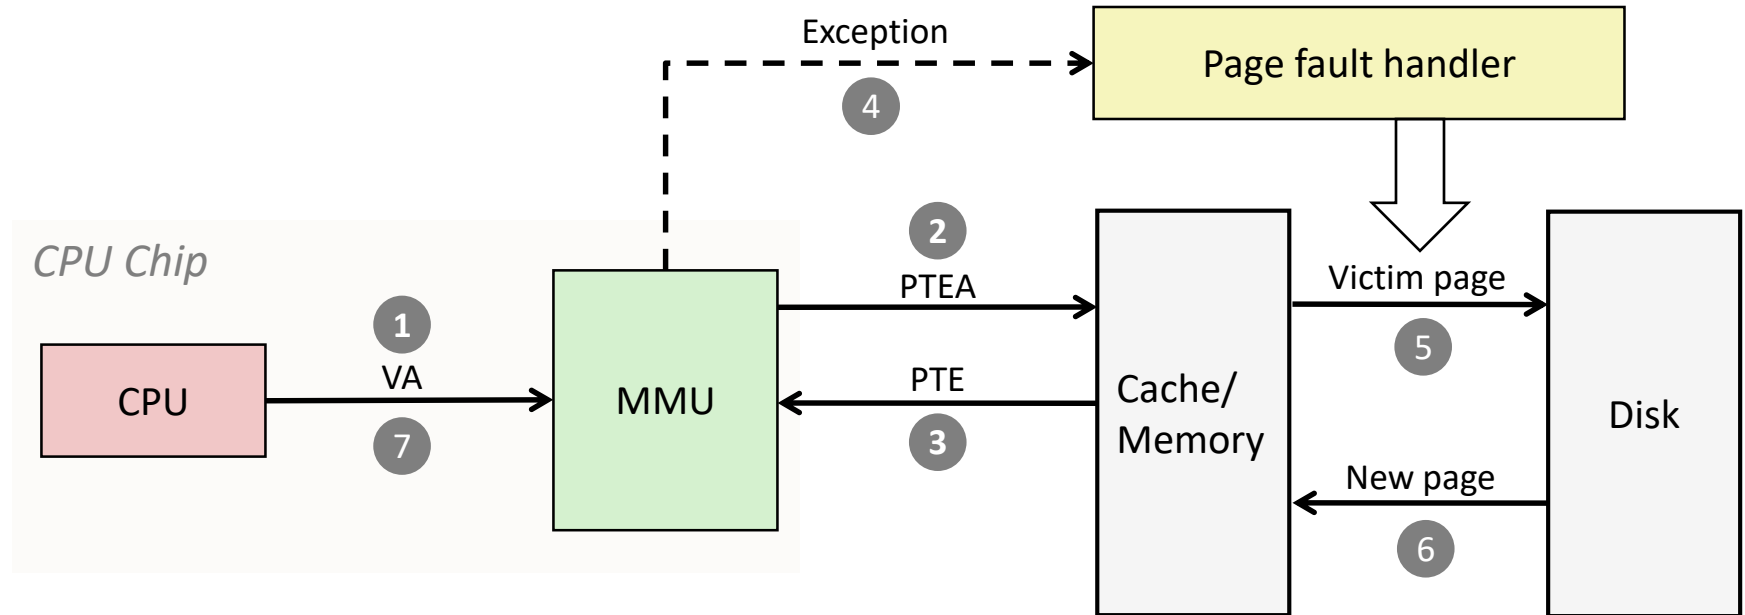 Exception
Page fault handler
4
2
CPU Chip
PTEA
Victim page
1
5
VA
PTE
CPU
MMU
Cache/
Memory
Disk
7
3
New page
6